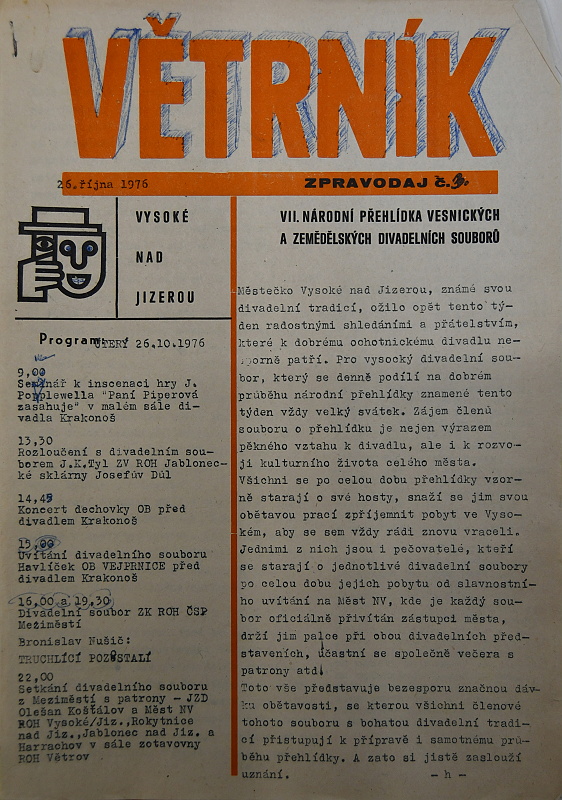 VĚTRNÍK
26.října 1976
ZPRAVODAJ č.3.
VYSOKÉ
NAD
JIZEROU
VII. NÁRODNÍ PŘEHLÍDKA VESNICKÝCH
A ZEMĚDĚLSKÝCH DIVADELNÍCH SOUBORŮ
Program: ÚTERÝ 26.10.1976
9,00
Seminář k inscenaci hry J.
Popplewella "Paní Piperová
zasahuje" v malém sále di-
vadla Krakonoš
13,30
Rozloučení s divadelním sou-
borem J.K.Tyl ZV ROH Jablonec-
ké sklárny Josefův Důl
14,45
Koncert dechovky OB před
divadlem Krakonoš
15,00
Uvítání divadelního souboru
Havlíček OB VEJPRNICE před
divadlem Krakonoš
16,00 a 19,30
Divadelní soubor ZK ROH ČSD
Meziměstí
Bronislav Nušič:
TRUCHLÍCÍ POZŮSTALÍ
22,00
Setkání divadelního souboru
z Meziměstí s patrony - JZD
Olešan Košťálov a Měst NV
ROH Vysoké/Jiz.,Rokytnice
nad Jiz.,Jablonec nad Jiz. a
Harrachov v sále zotavovny
ROH Větrov
Městečko Vysoké nad Jizerou, známé svou
divadelní tradicí, ožilo opět tento tý-
den radostnými shledáními a přátelstvím,
které k dobrému ochotnickému divadlu ne-
sporně patří. Pro vysocký divadelní sou-
bor, který se denně podílí na dobrém
průběhu národní přehlídky znamené tento
týden vždy velký svátek. Zájem členů
souboru o přehlídku je nejen výrazem
pěkného vztahu k divadlu, ale i k rozvo-
ji kulturního života celého města.
Všichni se po celou dobu přehlídky vzor-
ně starají o své hosty, snaží se jim svou
obětavou prací zpříjemnit pobyt ve Vyso-
kém, aby se sem vždy rádi znovu vraceli.
Jedními z nich jsou i pečovatelé, kteří
se starají o jednotlivé divadelní soubory
po celou dobu jejich pobytu od slavnostní-
ho uvítání na Měst NV, kde je každý sou-
bor oficiálně přivítán zástupci města,
drží jim palce při obou divadelních před-
staveních, účastní se společně večera s
patrony atd.
Toto vše představuje bezesporu značnou dáv-
ku obětavosti, se kterou všichni členové
tohoto souboru s bohatou divadelní tradi-
cí přistupují k přípravě i samotnému prů-
běhu přehlídky. A zato si jistě zaslouží
uznání. - h -